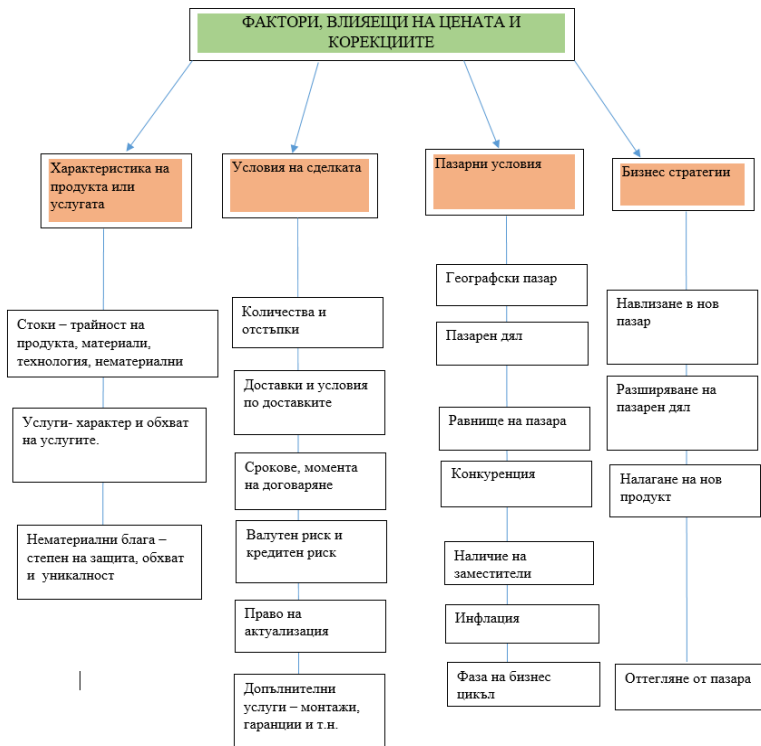 ФАКТОРИ, ВЛИЯЕЩИ НА ЦЕНАТА И
КОРЕКЦИИТЕ
Характеристика на
продукта или
услугата
Стоки – трайност на
продукта, материали,
технология, нематериални
Услуги- характер и обхват
на услугите.
Нематериални блага –
степен на защита, обхват
и уникалност
Условия на сделката
Количества и
отстъпки
Доставки и условия
по доставките
Срокове, момента
на договаряне
Валутен риск и
кредитен риск
Право на
актуализация
Допълнителни
услуги – монтажи,
гаранции и т.н.
Пазарни условия
Географски пазар
Пазарен дял
Равнище на пазара
Конкуренция
Наличие на
заместители
Инфлация
Фаза на бизнес
цикъл
Бизнес стратегии
Навлизане в нов
пазар
Разширяване на
пазарен дял
Налагане на нов
продукт
Оттегляне от пазара